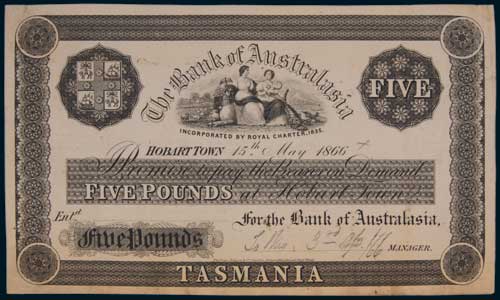 The Bank of Australasia
FIVE
INCORPORATED BY ROYAL CHARTER, 1835.
HOBART TOWN 15th May 1866
I Promise to pay the Bearer on Demand
FIVE POUNDS at Hobart Town
Entd
For the Bank of Australasia,
Five Pounds
MANAGER.
TASMANIA